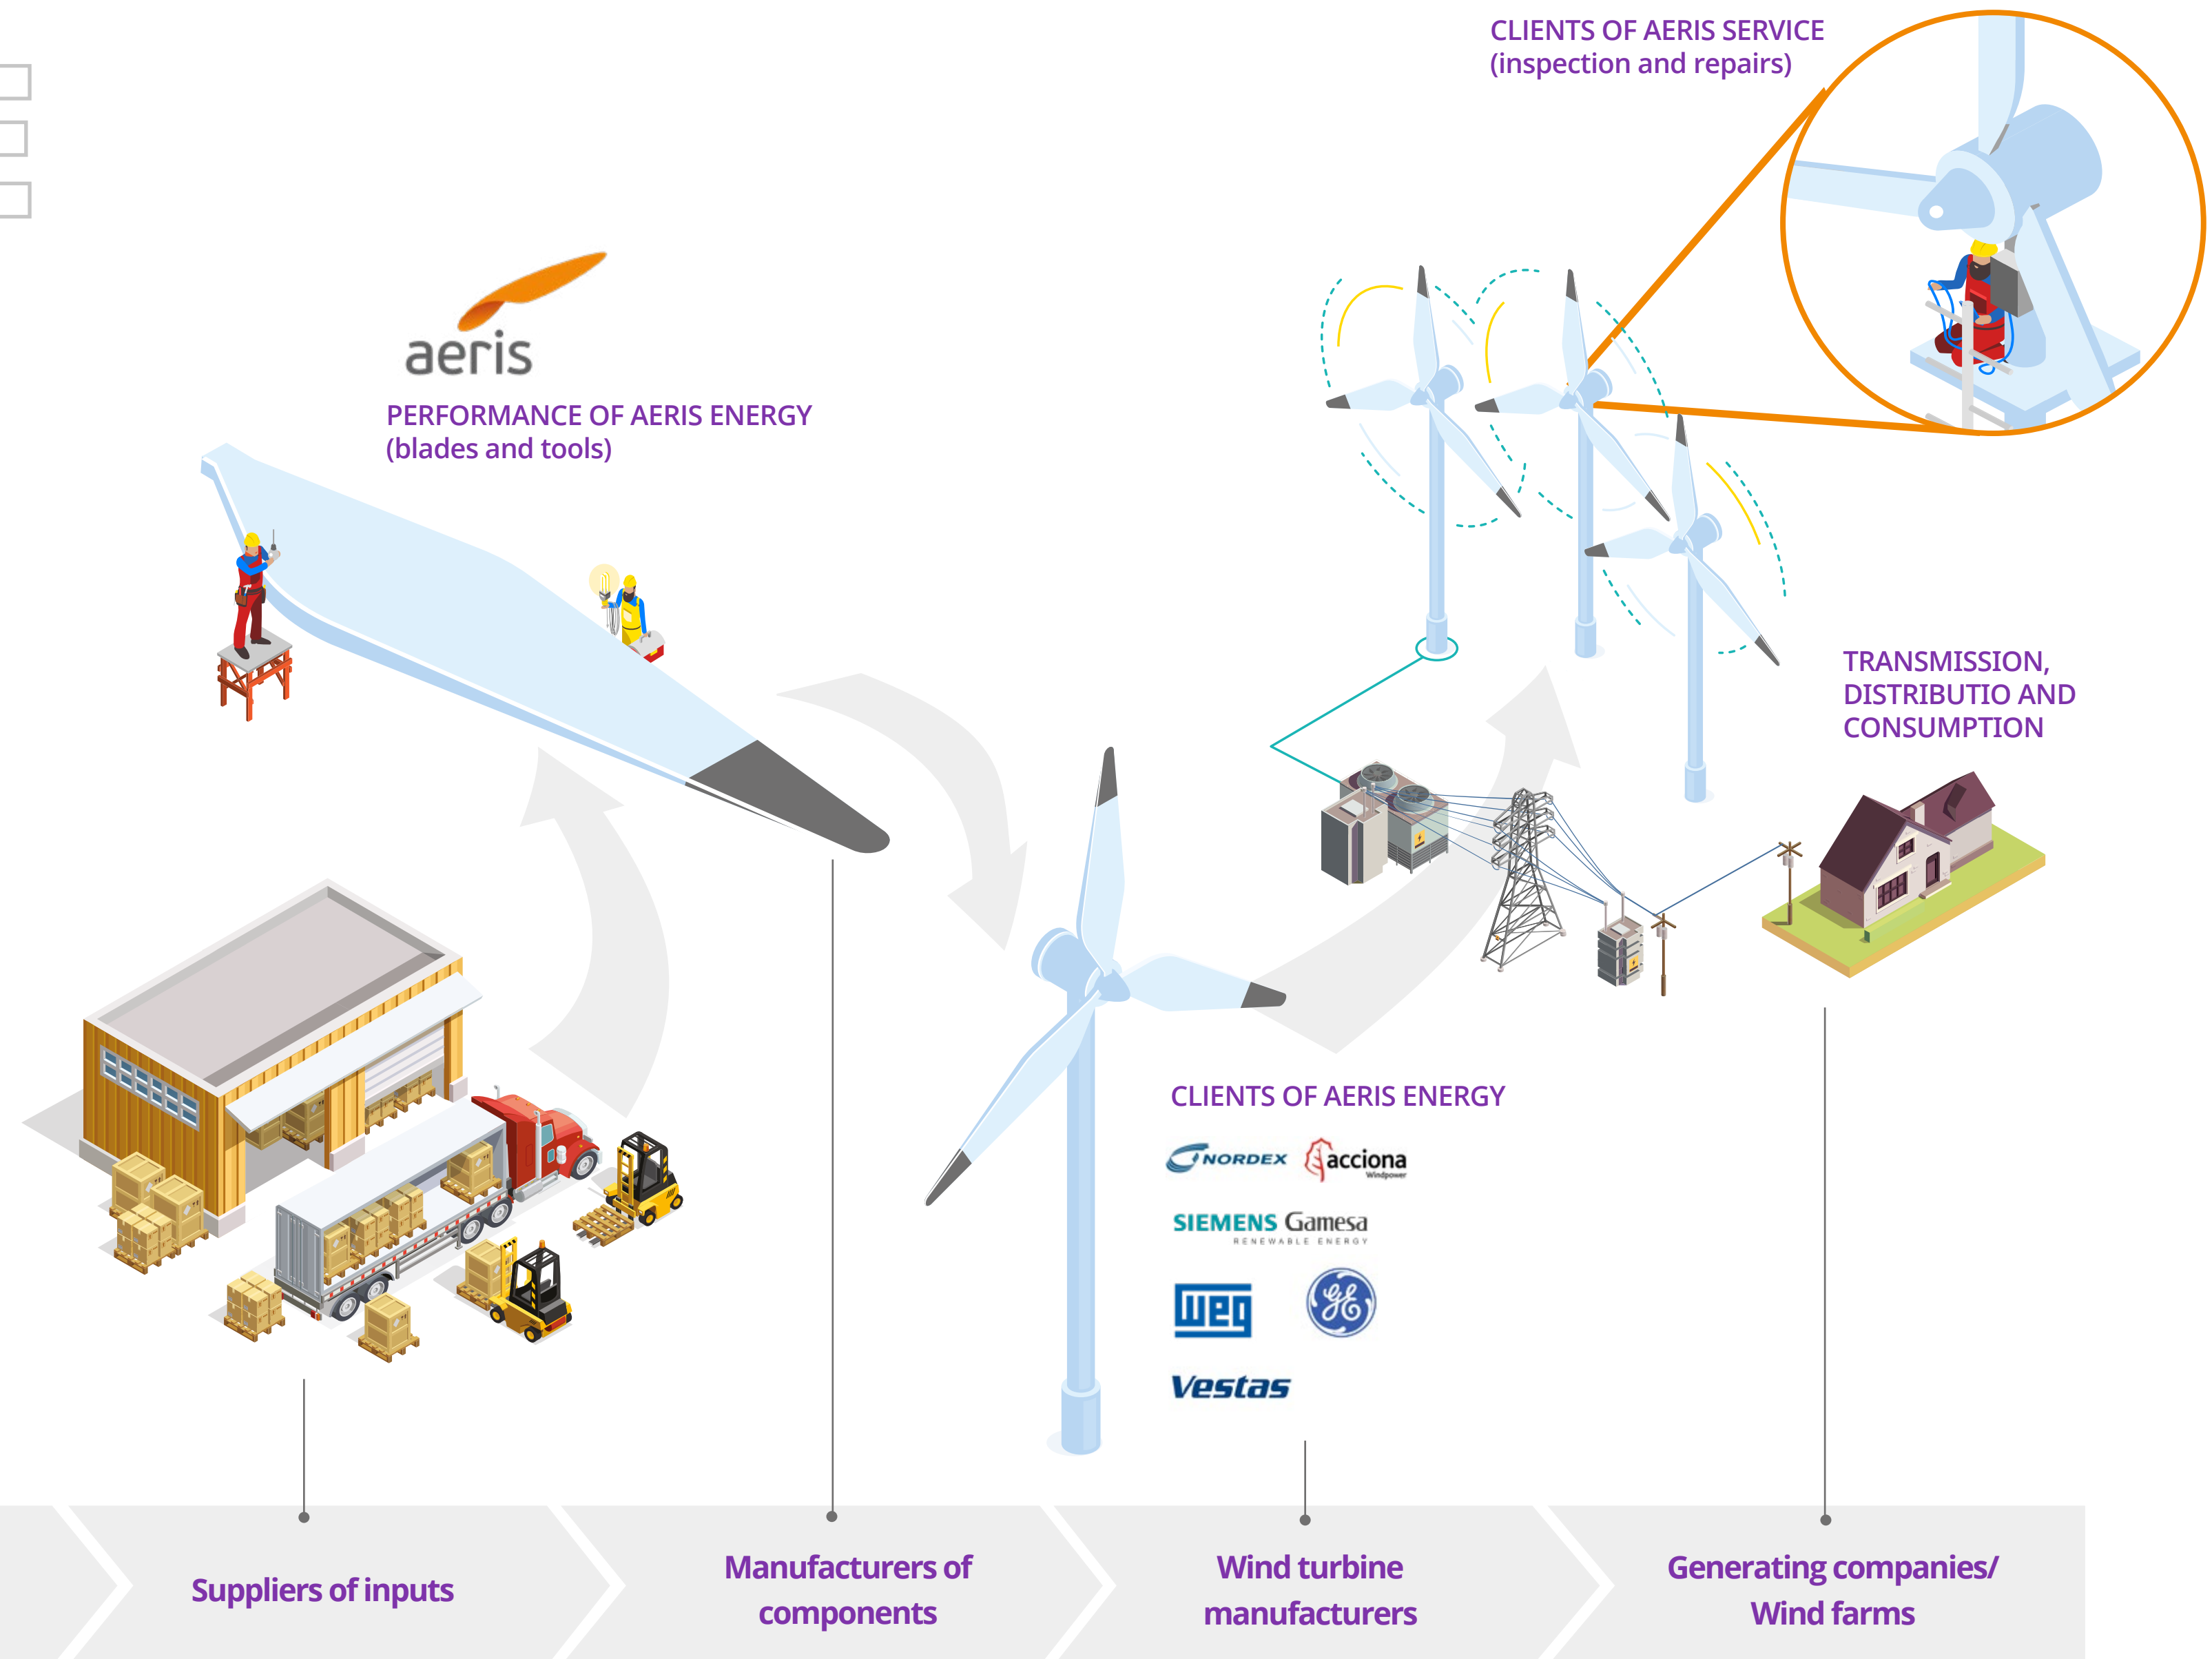 CLIENTS OF AERIS SERVICE
(inspection and repairs)
aeris
PERFORMANCE OF AERIS ENERGY
(blades and tools)
TRANSMISSION,
DISTRIBUTIO AND
CONSUMPTION
CLIENTS OF AERIS ENERGY
NORDEX acciona
Windpower
SIEMENS Gamesa
RENEWABLE ENERGY
weg GE
Vestas
Suppliers of inputs
Manufacturers of
components
Wind turbine
manufacturers
Generating companies/
Wind farms